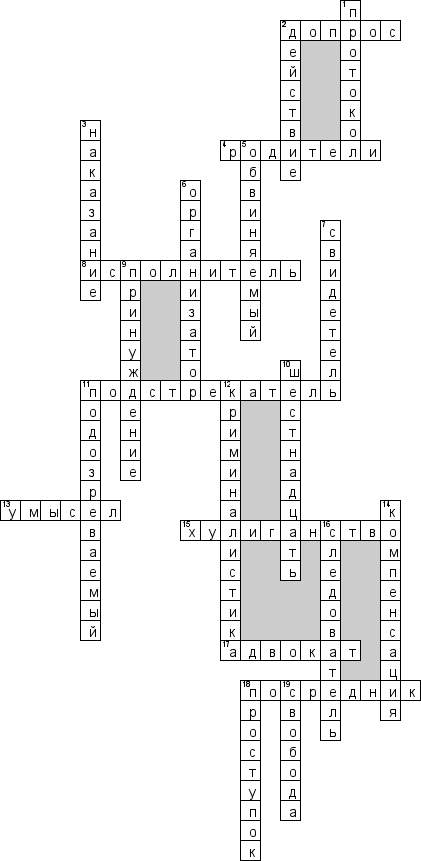 1 протокол
2 допрос
2 действие
3 наказание
4 родители
5 обвиняемый
6 организатор
7 свидетель
8 исполнитель
9 принуждение
10 шестнадцать
11 подстрекатель
11 подозреваемый
12 криминалистика
13 умысел
14 компенсация
15 хулиганство
16 следователь
17 адвокат
18 посредник
18 проступок
19 свобода